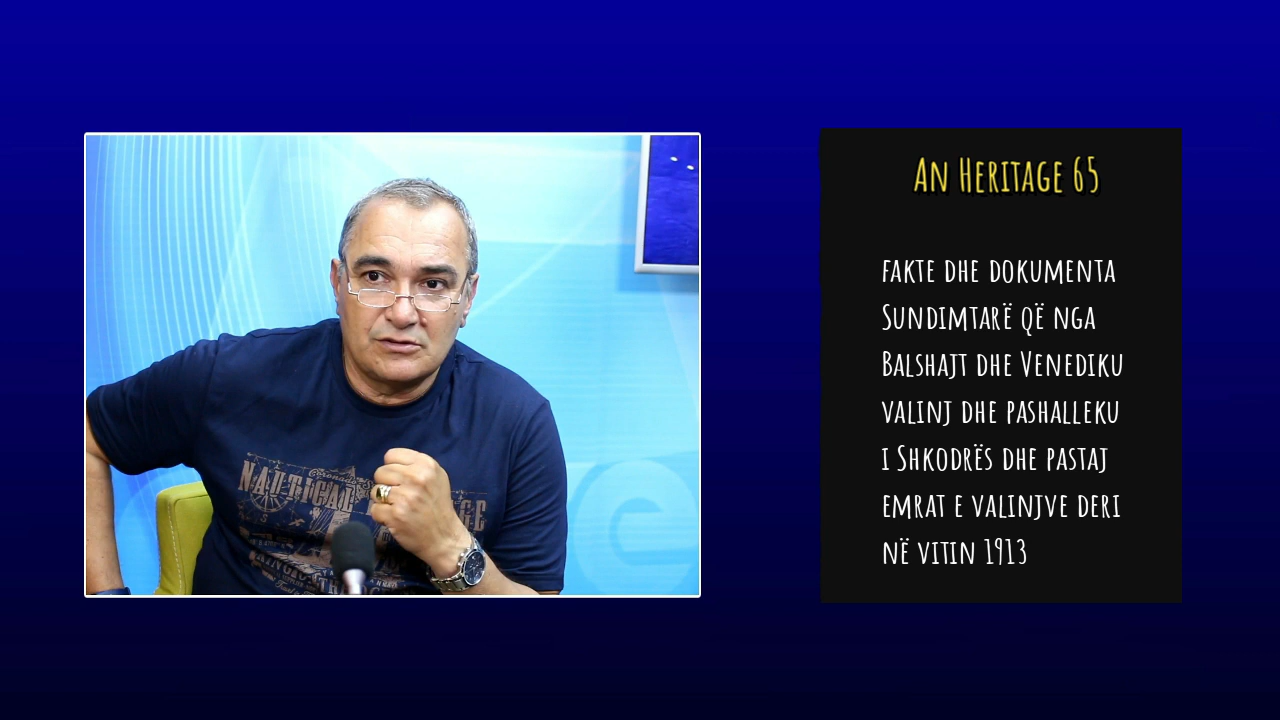 An Heritage 65
fakte dhe dokumenta
Sundimtarë që nga
Balshajt dhe Venediku
valinj dhe pashalleku
i Shkodrës dhe pastaj
emrat e valinjve deri
në vitin 1913
NAUTICAL